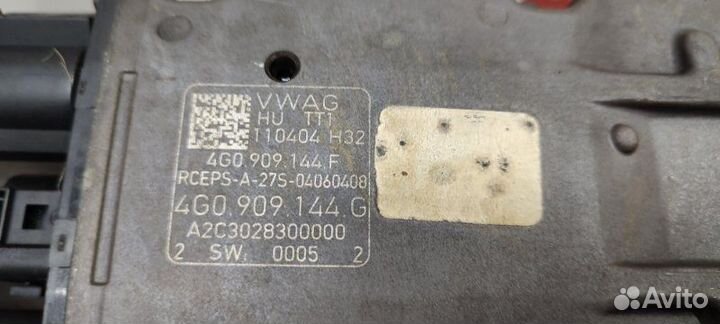 VWAG
HU TT1
110404 H32
4G0 909.144.F
RCEPS-A-27S-04060408
4G0 909.144 G
A2C3028300000
2 SW: 0005 2
Avito